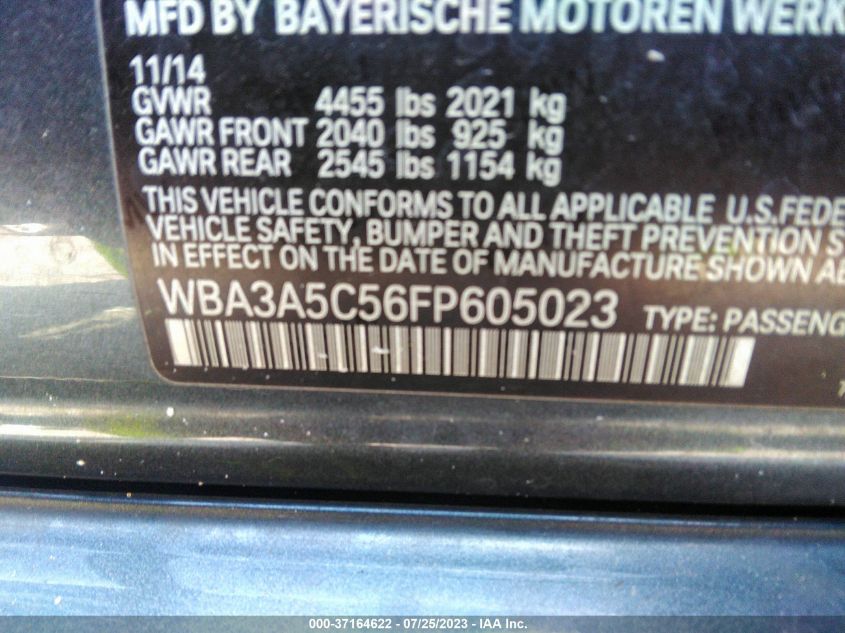 MFD BY BAYERISCHE MOTOREN WERK
11/14
GVWR 4455 lbs 2021 kg
GAWR FRONT 2040 lbs 925 kg
GAWR REAR 2545 lbs 1154 kg
THIS VEHICLE CONFORMS TO ALL APPLICABLE U.S.FEDE
VEHICLE SAFETY, BUMPER AND THEFT PREVENTION S
IN EFFECT ON THE DATE OF MANUFACTURE SHOWN AB
WBA3A5C56FP605023 TYPE: PASSENG
000-37164622 - 07/25/2023 - © IAA, Inc.